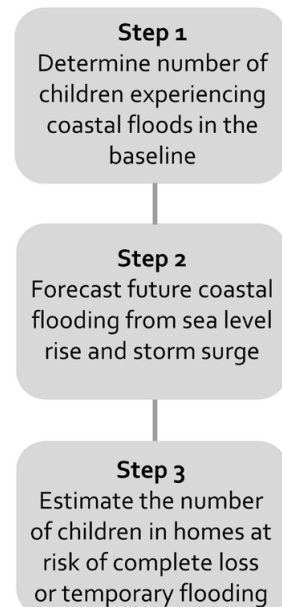 Step 1
Determine number of
children experiencing
coastal floods in the
baseline
Step 2
Forecast future coastal
flooding from sea level
rise and storm surge
Step 3
Estimate the number
of children in homes at
risk of complete loss
or temporary flooding